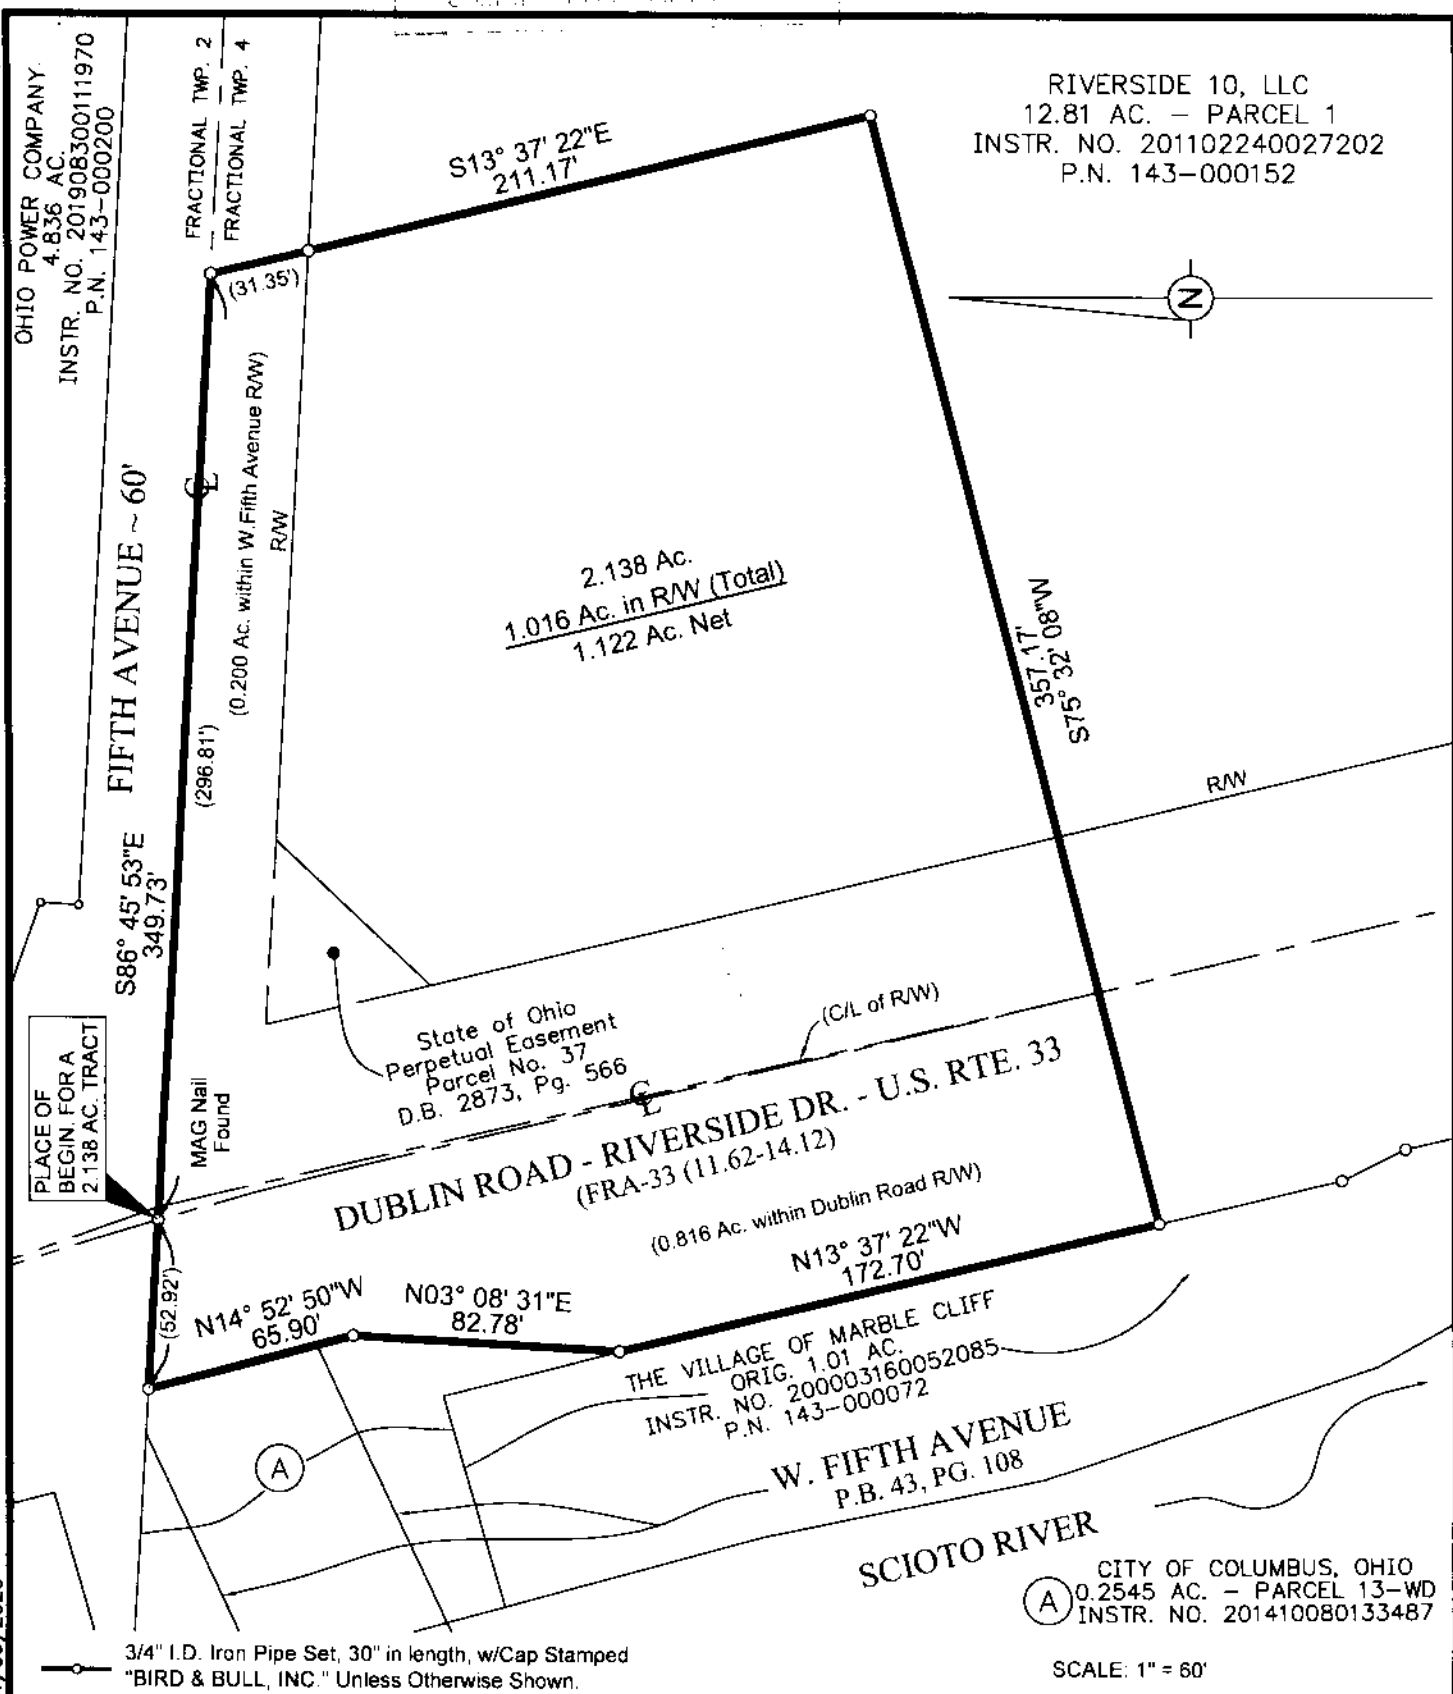 OHIO POWER COMPANY.
4.836 AC.
INSTR. NO. 201908300111970
P.N. 143-000200
FRACTIONAL TWP. 2
FRACTIONAL TWP. 4
S13° 37' 22"E
211.17'
RIVERSIDE 10, LLC
12.81 AC. - PARCEL 1
INSTR. NO. 201102240027202
P.N. 143-000152
N
(31.35')
(0.200 Ac. within W.Fifth Avenue R/W)
R/W
FIFTH AVENUE ~ 60'
(296.81')
2.138 Ac.
1.016 Ac. in R/W (Total)
1.122 Ac. Net
357.17'
S75° 32' 08"W
R/W
S86° 45' 53"E
349.73'
PLACE OF
BEGIN. FOR A
2.138 AC. TRACT
MAG Nail
Found
State of Ohio
Perpetual Easement
Parcel No. 37
D.B. 2873, Pg. 566
(C/L of R/W)
DUBLIN ROAD - RIVERSIDE DR. - U.S. RTE. 33
(FRA-33 (11.62-14.12)
(0.816 Ac. within Dublin Road R/W)
(52.92')
N14° 52' 50"W
65.90'
N03° 08' 31"E
82.78'
N13° 37' 22"W
172.70'
THE VILLAGE OF MARBLE CLIFF
ORIG. 1.01 AC.
INSTR. NO. 200003160052085
P.N. 143-000072
A
W. FIFTH AVENUE
P.B. 43, PG. 108
SCIOTO RIVER
A
CITY OF COLUMBUS, OHIO
0.2545 AC. - PARCEL 13-WD
INSTR. NO. 201410080133487
3/4" I.D. Iron Pipe Set, 30" in length, w/Cap Stamped
"BIRD & BULL, INC." Unless Otherwise Shown.
SCALE: 1" = 60'